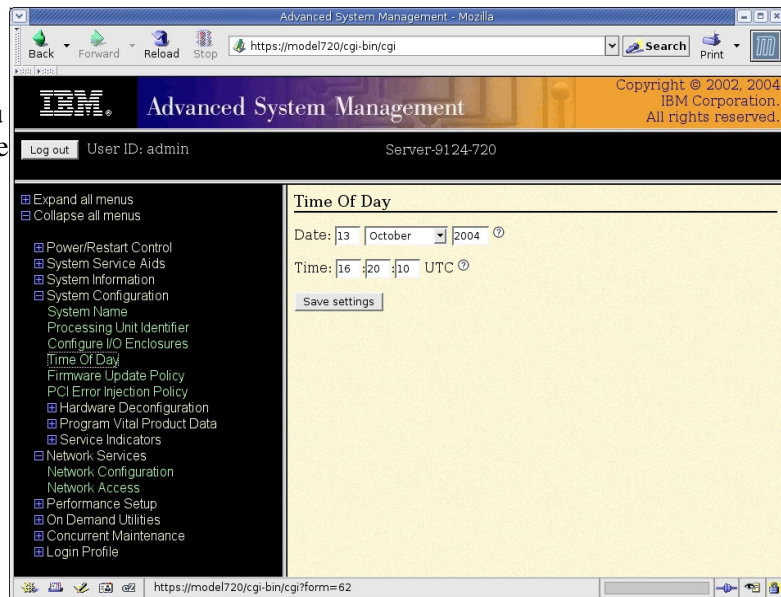 Advanced System Management - Mozilla
Back Forward Reload Stop https://model720/cgi-bin/cgi Search Print
IBM. Advanced System Management
Copyright © 2002, 2004
IBM Corporation.
All rights reserved.
Log out User ID: admin Server-9124-720
Expand all menus
Collapse all menus
Power/Restart Control
System Service Aids
System Information
System Configuration
System Name
Processing Unit Identifier
Configure I/O Enclosures
Time Of Day
Firmware Update Policy
PCI Error Injection Policy
Hardware Deconfiguration
Program Vital Product Data
Service Indicators
Network Services
Network Configuration
Network Access
Performance Setup
On Demand Utilities
Concurrent Maintenance
Login Profile
Time Of Day
Date: 13 October 2004
Time: 16 :20 :10 UTC
Save settings
https://model720/cgi-bin/cgi?form=62